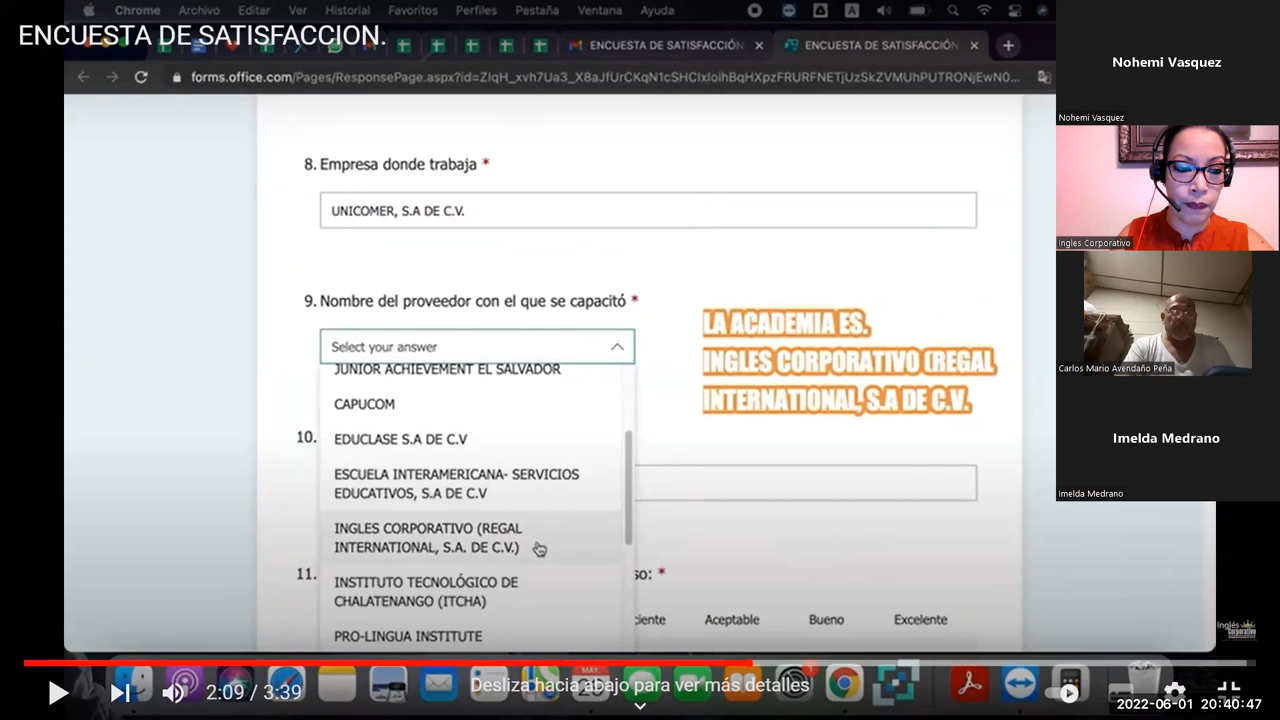 Chrome Archivo Editar Ver Historial Favoritos Perfiles Pestaña Ventana Ayuda
ENCUESTA DE SATISFACCION.
ENCUESTA DE SATISFACCIÓN
ENCUESTA DE SATISFACCIÓN
8. Empresa donde trabaja *
UNICOMER, S.A DE C.V.
9. Nombre del proveedor con el que se capacitó *
Select your answer
JUNIOR ACHIEVEMENT EL SALVADOR
CAPUCOM
EDUCLASE S.A DE C.V
ESCUELA INTERAMERICANA- SERVICIOS
EDUCATIVOS, S.A DE C.V
INGLES CORPORATIVO (REGAL
INTERNATIONAL, S.A. DE C.V.)
INSTITUTO TECNOLÓGICO DE
CHALATENANGO (ITCHA)
PRO-LINGUA INSTITUTE
LA ACADEMIA ES.
INGLES CORPORATIVO (REGAL
INTERNATIONAL, S.A DE C.V.
10.
11.
so: *
ciente Aceptable Bueno Excelente
Nohemi Vasquez
Nohemi Vasquez
Ingles Corporativo
Carlos Mario Avendaño Peña
Imelda Medrano
Imelda Medrano
Inglés
Corporativo
2:09 / 3:39
Desliza hacia abajo para ver más detalles
2022-06-01 20:40:47